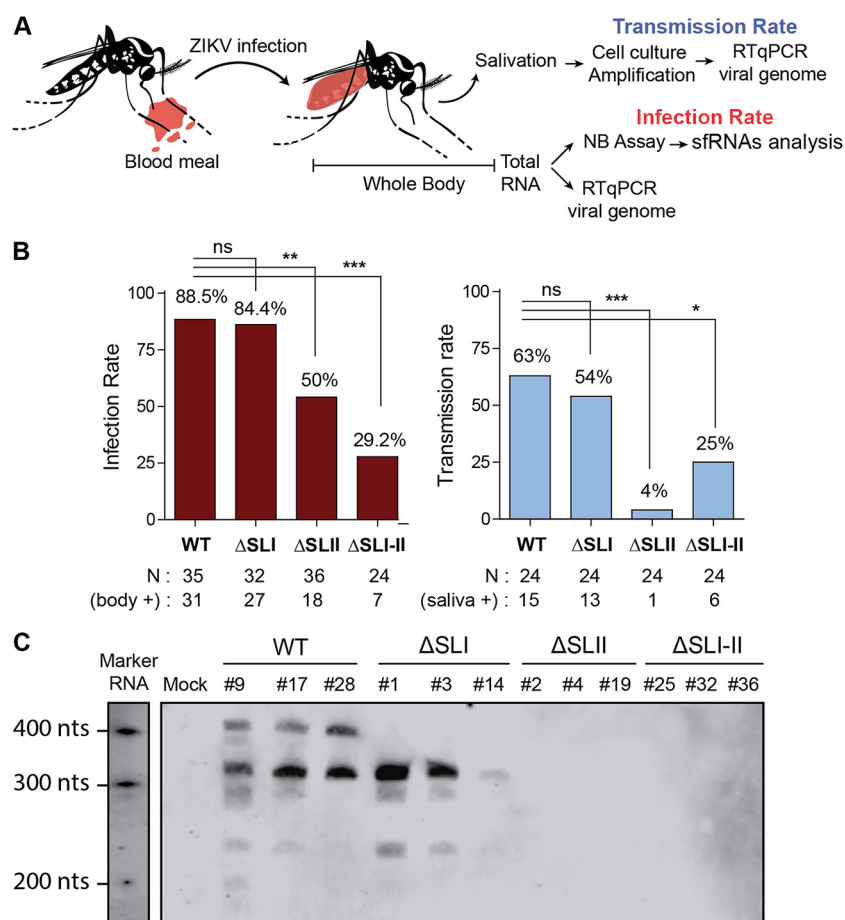 A
ZIKV infection
Blood meal
Whole Body
Total
RNA
Salivation
Transmission Rate
Cell culture
Amplification
RTqPCR
viral genome
Infection Rate
NB Assay
sfRNAs analysis
RTqPCR
viral genome
B
Infection Rate
100
75
50
25
0
ns
**
***
88.5%
84.4%
50%
29.2%
WT ΔSLI ΔSLII ΔSLI-II
N : 35 32 36 24
(body +) : 31 27 18 7
Transmission rate
100
75
50
25
0
ns
***
*
63%
54%
4%
25%
WT ΔSLI ΔSLII ΔSLI-II
N : 24 24 24 24
(saliva +) : 15 13 1 6
C
WT ΔSLI ΔSLII ΔSLI-II
Marker
RNA
Mock #9 #17 #28 #1 #3 #14 #2 #4 #19 #25 #32 #36
400 nts
300 nts
200 nts